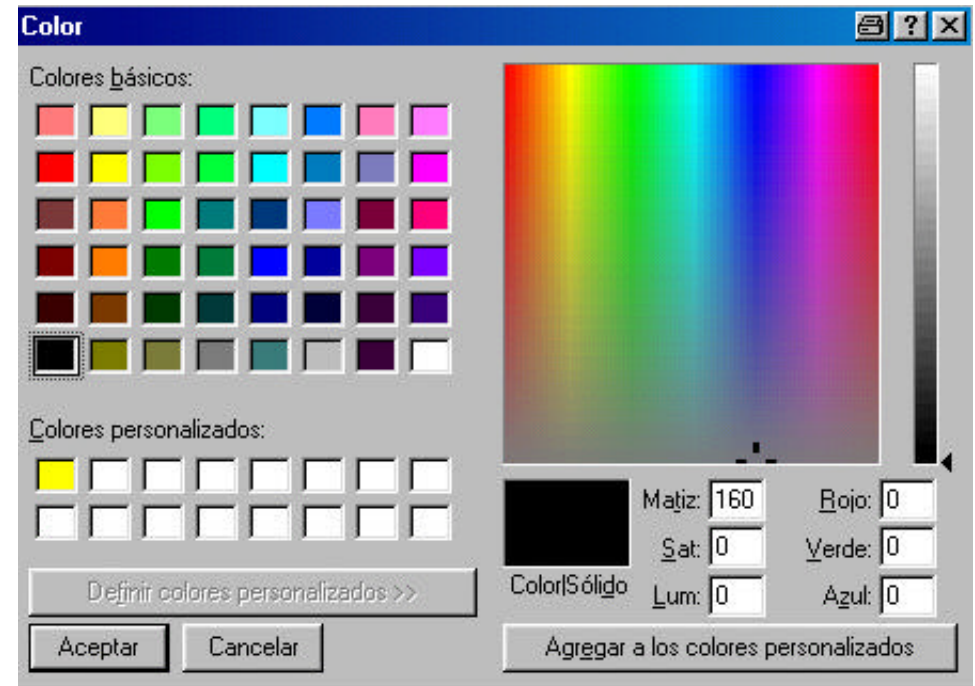 Color
Colores básicos:
Colores personalizados:
Definir colores personalizados >>
Aceptar Cancelar
Color|Sólido
Matiz: 160 Rojo: 0
Sat: 0 Verde: 0
Lum: 0 Azul: 0
Agregar a los colores personalizados